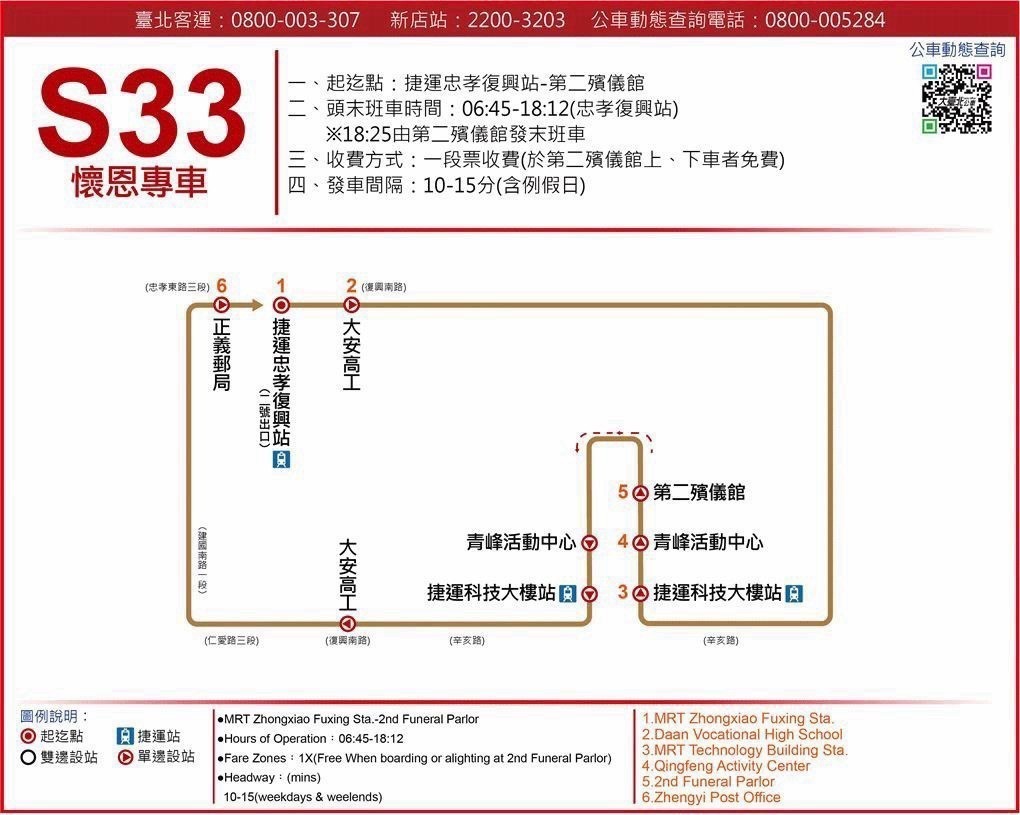 臺北客運：0800-003-307 新店站：2200-3203 公車動態查詢電話：0800-005284
公車動態查詢
大臺北公車
S33
懷恩專車
一、起迄點：捷運忠孝復興站-第二殯儀館
二、頭末班車時間：06:45-18:12(忠孝復興站)
※18:25由第二殯儀館發末班車
三、收費方式：一段票收費(於第二殯儀館上、下車者免費)
四、發車間隔：10-15分(含例假日)
(忠孝東路三段) 6 1 2 (復興南路)
正義郵局
捷運忠孝復興站
(二號出口)
大安高工
5 第二殯儀館
青峰活動中心 4 青峰活動中心
捷運科技大樓站 3 捷運科技大樓站
(建國南路一段)
大安高工
(仁愛路三段) (復興南路) (辛亥路) (辛亥路)
圖例說明：
起迄點 捷運站
雙邊設站 單邊設站
●MRT Zhongxiao Fuxing Sta.-2nd Funeral Parlor
●Hours of Operation：06:45-18:12
●Fare Zones：1X(Free When boarding or alighting at 2nd Funeral Parlor)
●Headway：(mins)
10-15(weekdays & weelends)
1.MRT Zhongxiao Fuxing Sta.
2.Daan Vocational High School
3.MRT Technology Building Sta.
4.Qingfeng Activity Center
5.2nd Funeral Parlor
6.Zhengyi Post Office